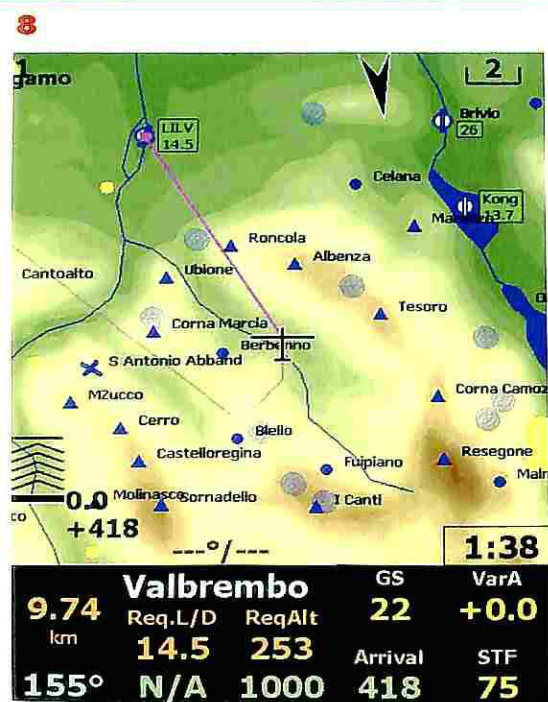 8
1
gamo
2
LILV
14.5
Brivio
26
Celana
Kong
13.7
Roncola
Albenza
Ubione
Cantoalto
Tesoro
Corna Marcia
Berbenno
S Antonio Abband
MZucco
Corna Camoz
Cerro
Biello
Castelloregina
Fuipiano
Resegone
Maln
0.0
Molinasco
Sornadello
I Canti
co
+418
---°/---
1:38
Valbrembo
GS
VarA
9.74
km
Req.L/D
ReqAlt
22
+0.0
14.5
253
Arrival
STF
155°
N/A
1000
418
75